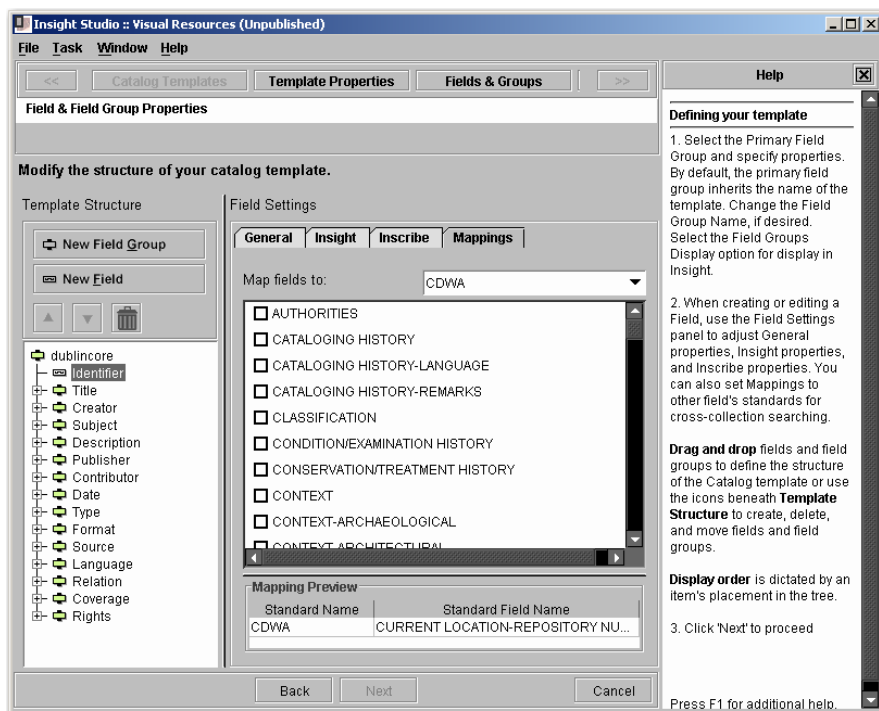 Insight Studio :: Visual Resources (Unpublished)
File Task Window Help
<< Catalog Templates Template Properties Fields & Groups >>
Field & Field Group Properties
Modify the structure of your catalog template.
Template Structure
New Field Group
New Field
dublincore
Identifier
Title
Creator
Subject
Description
Publisher
Contributor
Date
Type
Format
Source
Language
Relation
Coverage
Rights
Field Settings
General Insight Inscribe Mappings
Map fields to: CDWA
AUTHORITIES
CATALOGING HISTORY
CATALOGING HISTORY-LANGUAGE
CATALOGING HISTORY-REMARKS
CLASSIFICATION
CONDITION/EXAMINATION HISTORY
CONSERVATION/TREATMENT HISTORY
CONTEXT
CONTEXT-ARCHAEOLOGICAL
CONTEXT-ARCHITECTURAL
Mapping Preview
Standard Name Standard Field Name
CDWA CURRENT LOCATION-REPOSITORY NU...
Back Next Cancel
Help
Defining your template
1. Select the Primary Field
Group and specify properties.
By default, the primary field
group inherits the name of the
template. Change the Field
Group Name, if desired.
Select the Field Groups
Display option for display in
Insight.
2. When creating or editing a
Field, use the Field Settings
panel to adjust General
properties, Insight properties,
and Inscribe properties. You
can also set Mappings to
other field's standards for
cross-collection searching.
Drag and drop fields and field
groups to define the structure
of the Catalog template or use
the icons beneath Template
Structure to create, delete,
and move fields and field
groups.
Display order is dictated by an
item's placement in the tree.
3. Click 'Next' to proceed
Press F1 for additional help.